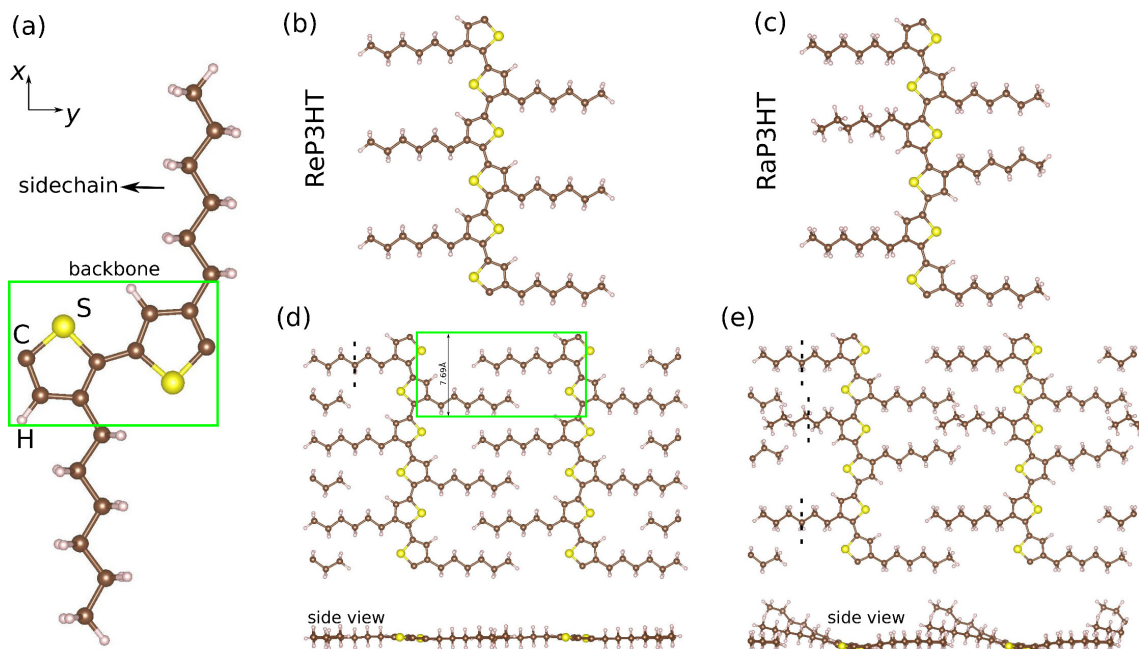 (a)
x
y
sidechain
backbone
S
C
H
(b)
ReP3HT
(c)
RaP3HT
(d)
7.69Å
side view
(e)
side view